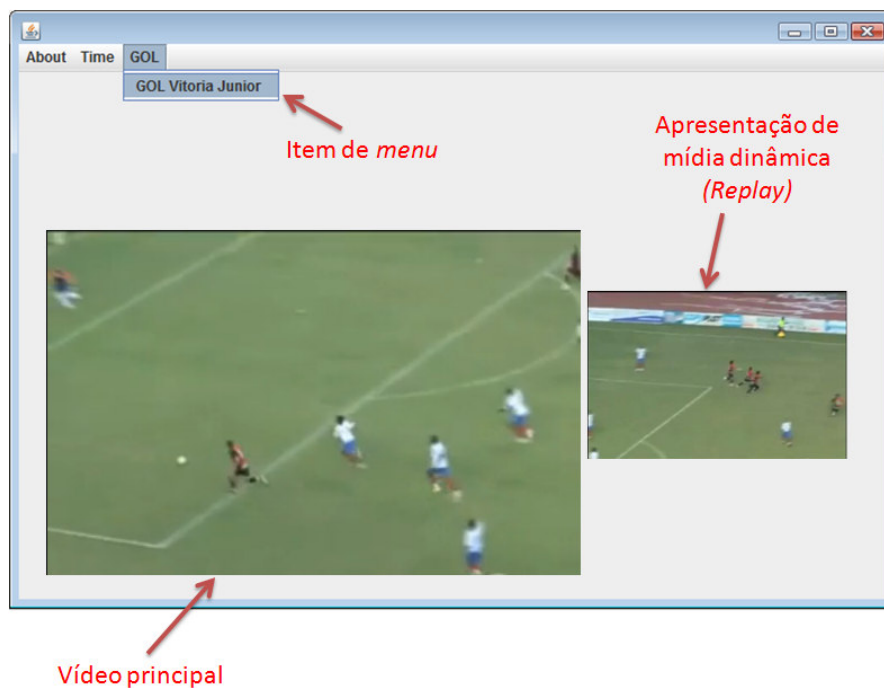 About Time GOL
GOL Vitoria Junior
Item de menu
Apresentação de
mídia dinâmica
(Replay)
Vídeo principal